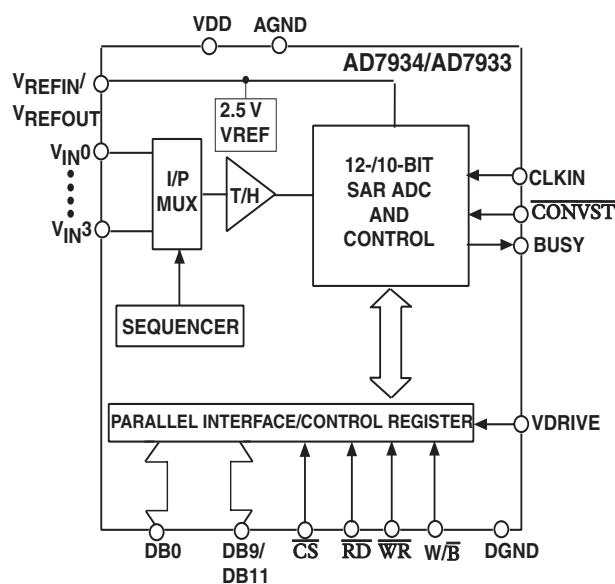 VDD
AGND
AD7934/AD7933
VREFIN/
VREFOUT
2.5 V
VREF
VIN0
VIN3
I/P
MUX
T/H
12-/10-BIT
SAR ADC
AND
CONTROL
CLKIN
CONVST
BUSY
SEQUENCER
PARALLEL INTERFACE/CONTROL REGISTER
VDRIVE
DB0
DB9/
DB11
CS
RD
WR
W/B
DGND